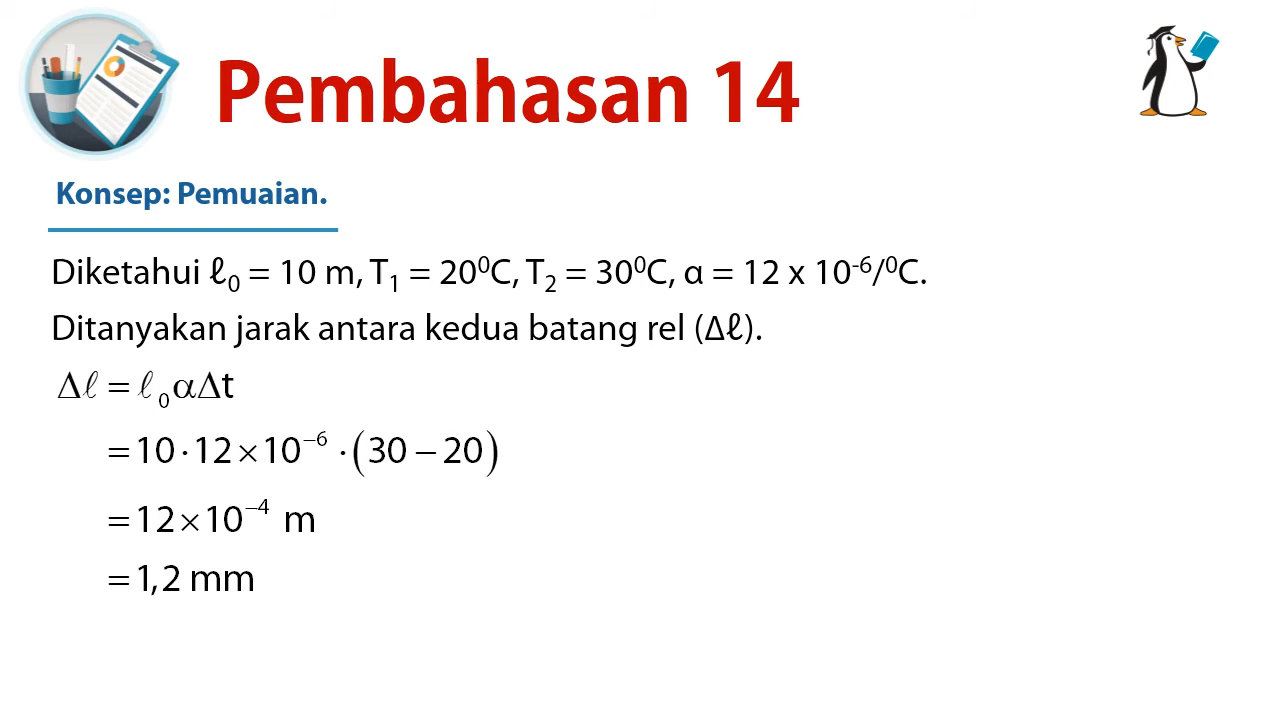 Pembahasan 14
Konsep: Pemuaian.
Diketahui ℓ₀ = 10 m, T₁ = 20⁰C, T₂ = 30⁰C, α = 12 x 10⁻⁶/⁰C.
Ditanyakan jarak antara kedua batang rel (Δℓ).
Δℓ = ℓ₀αΔt
= 10 · 12 × 10⁻⁶ · (30 – 20)
= 12 × 10⁻⁴ m
= 1,2 mm